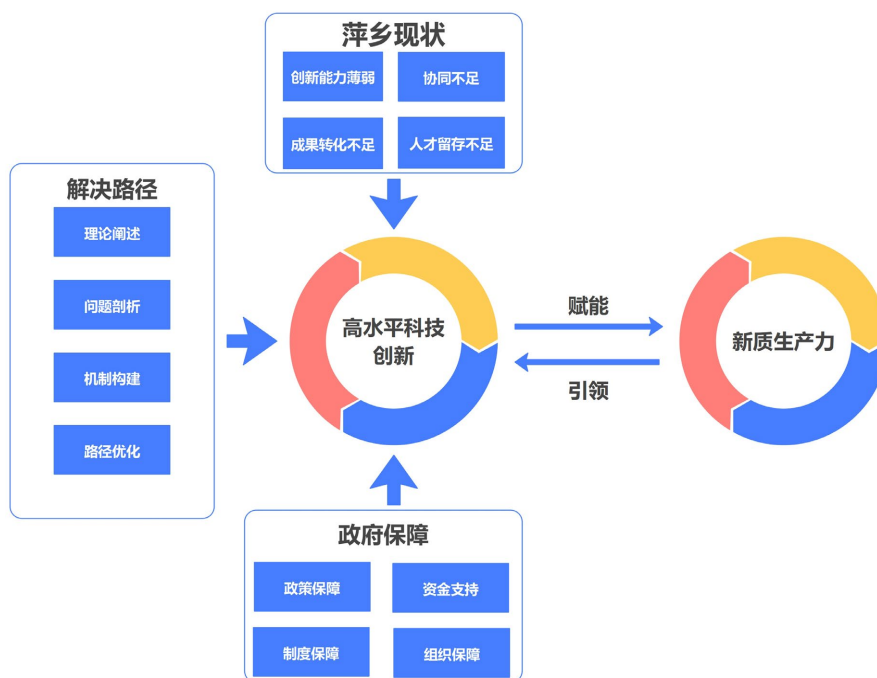 萍乡现状
创新能力薄弱
协同不足
成果转化不足
人才留存不足
解决路径
理论阐述
问题剖析
机制构建
路径优化
高水平科技
创新
赋能
引领
新质生产力
政府保障
政策保障
资金支持
制度保障
组织保障